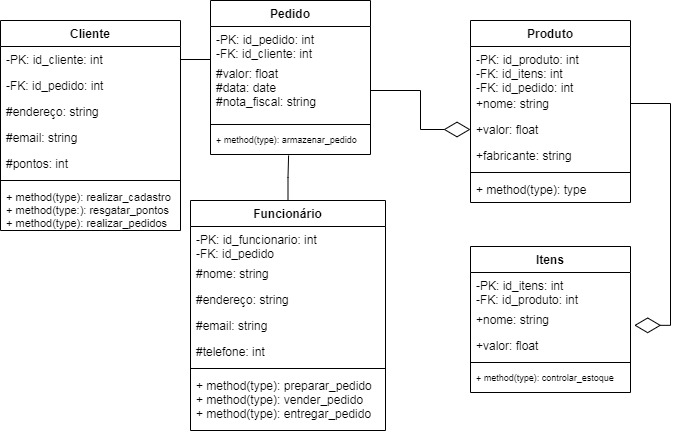 Cliente
-PK: id_cliente: int
-FK: id_pedido: int
#endereço: string
#email: string
#pontos: int
+ method(type): realizar_cadastro
+ method(type:): resgatar_pontos
+ method(type): realizar_pedidos
Pedido
-PK: id_pedido: int
-FK: id_cliente: int
#valor: float
#data: date
#nota_fiscal: string
+ method(type): armazenar_pedido
Produto
-PK: id_produto: int
-FK: id_itens: int
-FK: id_pedido: int
+nome: string
+valor: float
+fabricante: string
+ method(type): type
Funcionário
-PK: id_funcionario: int
-FK: id_pedido
#nome: string
#endereço: string
#email: string
#telefone: int
+ method(type): preparar_pedido
+ method(type): vender_pedido
+ method(type): entregar_pedido
Itens
-PK: id_itens: int
-FK: id_produto: int
+nome: string
+valor: float
+ method(type): controlar_estoque